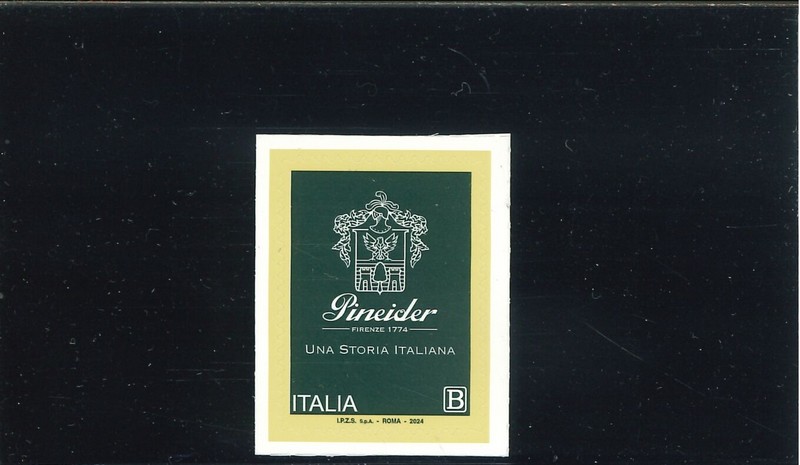 Pineider
FIRENZE 1774
UNA STORIA ITALIANA
ITALIA B
I.P.Z.S. S.p.A. - ROMA - 2024